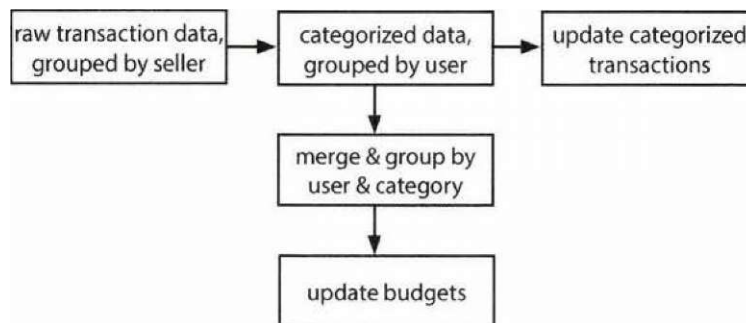 raw transaction data,
grouped by seller
categorized data,
grouped by user
update categorized
transactions
merge & group by
user & category
update budgets